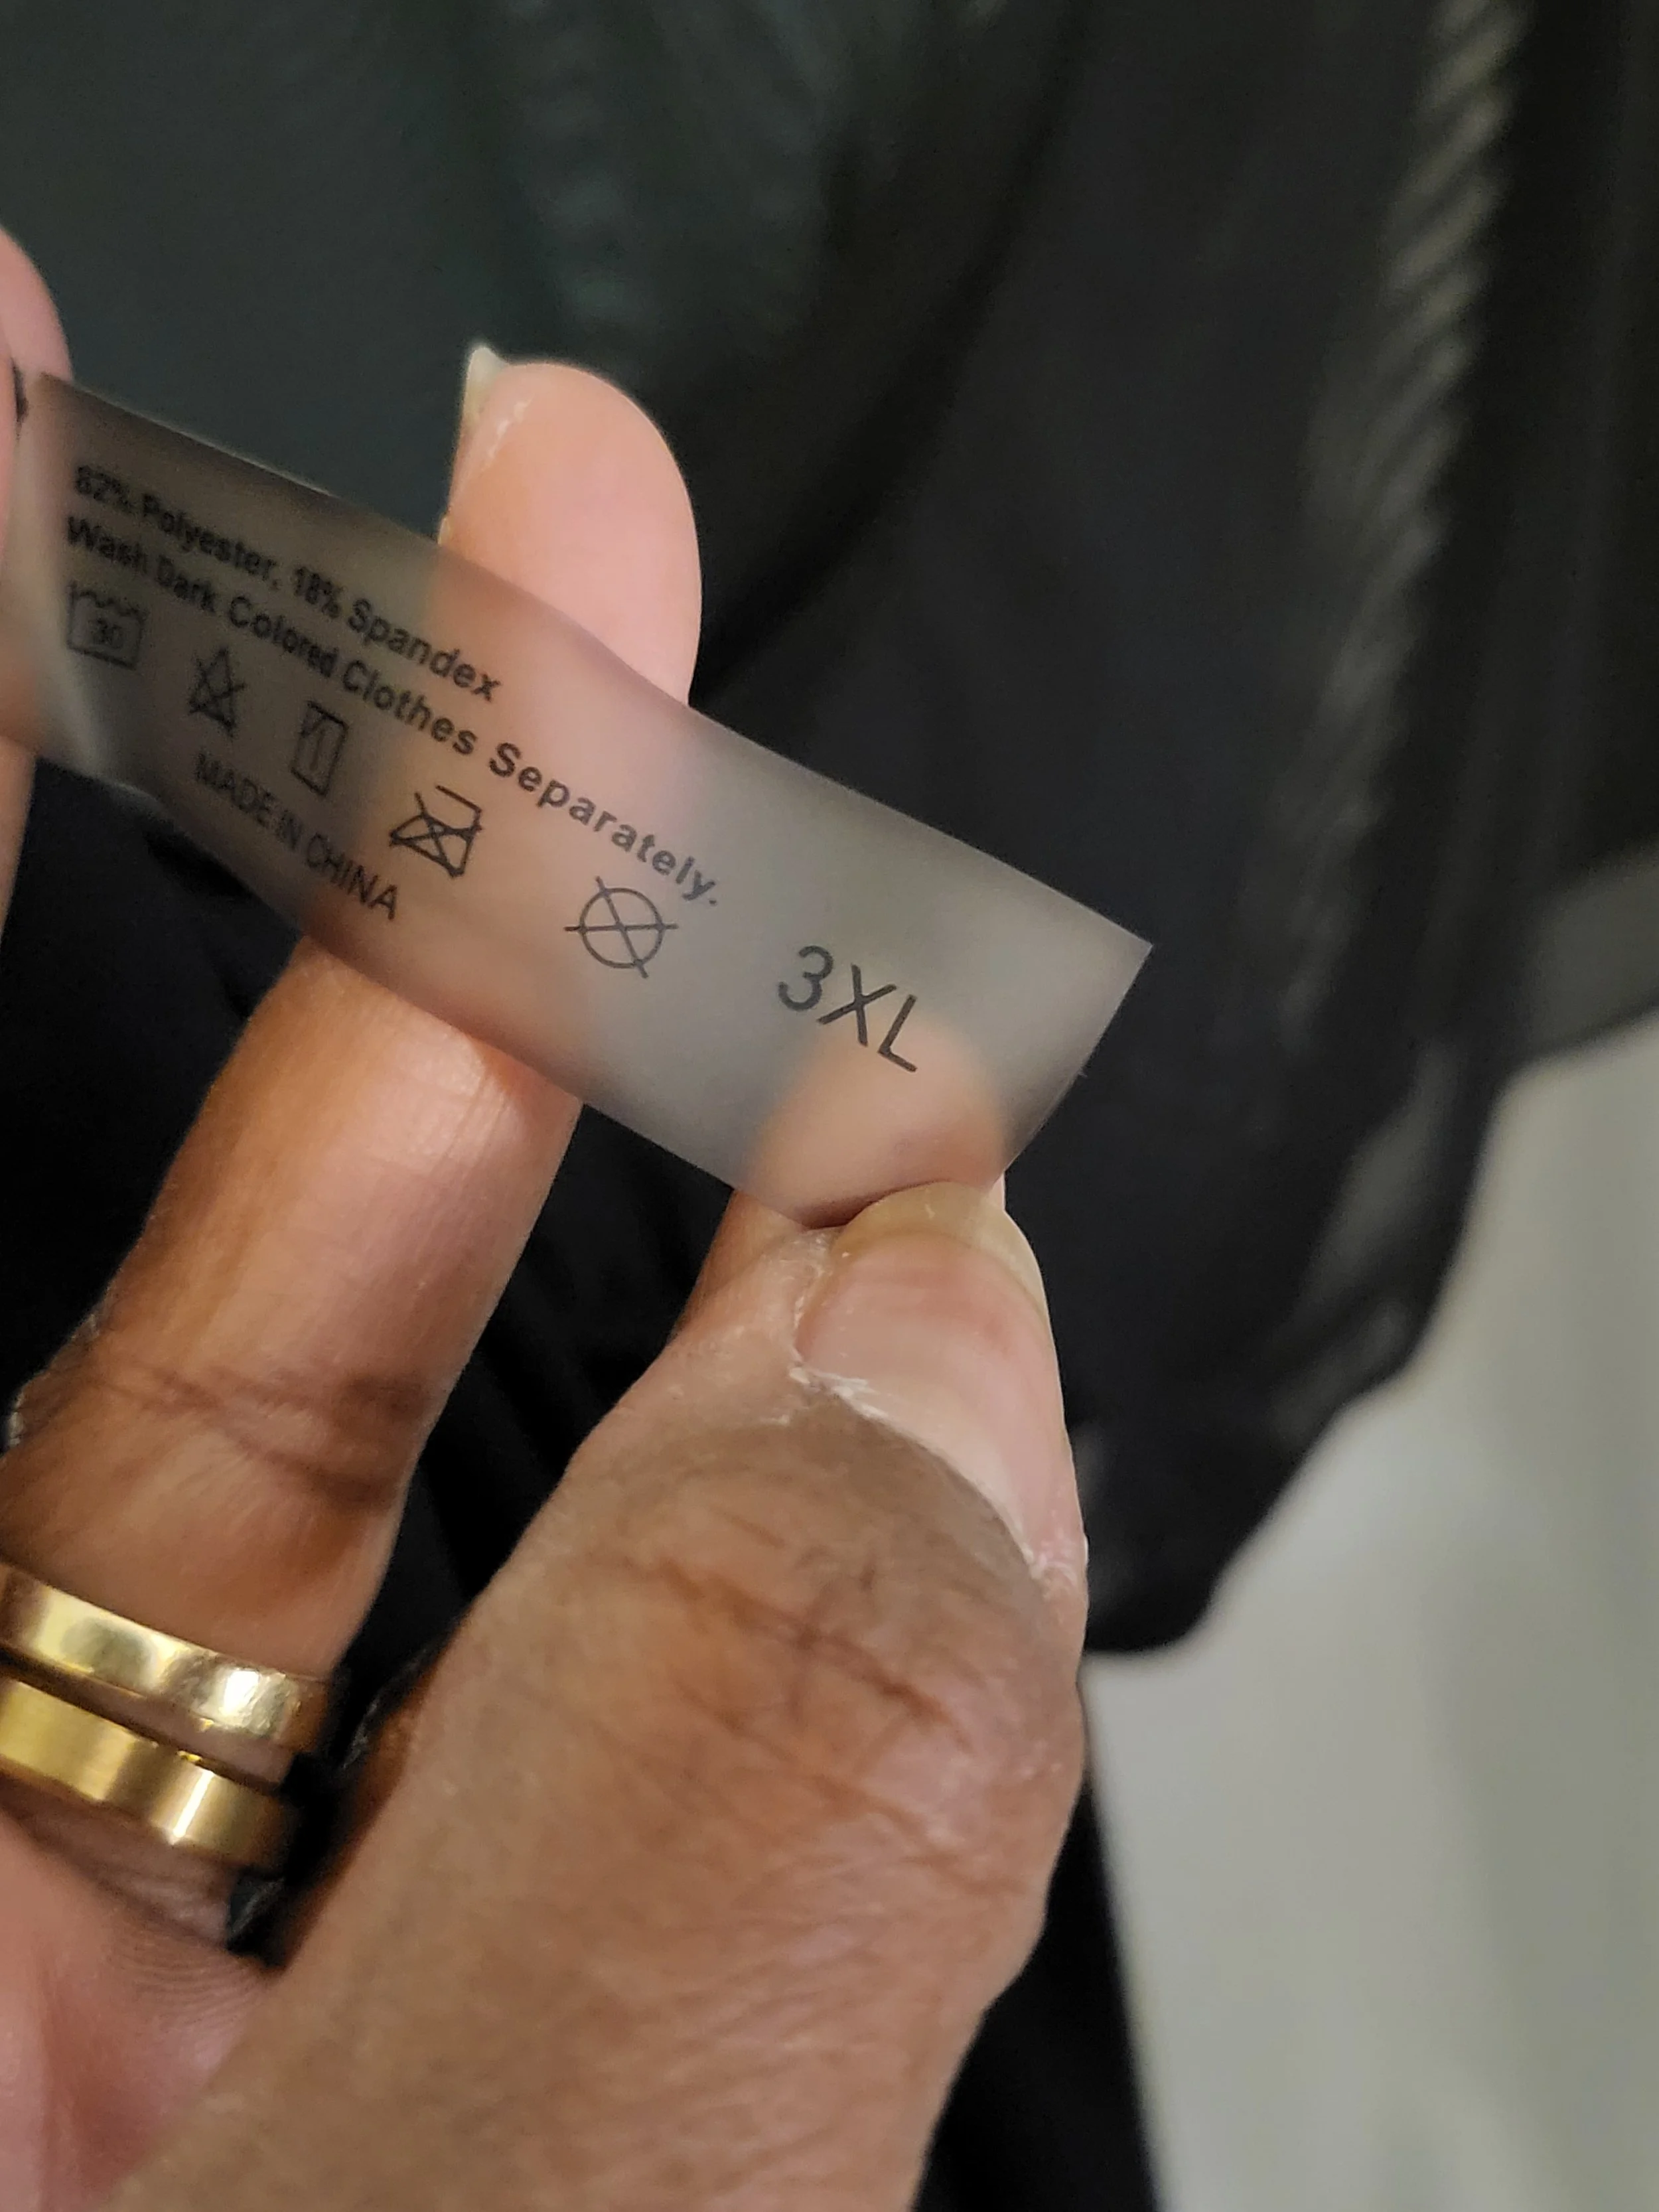 82% Polyester, 18% Spandex
Wash Dark Colored Clothes Separately.
30
MADE IN CHINA
3XL